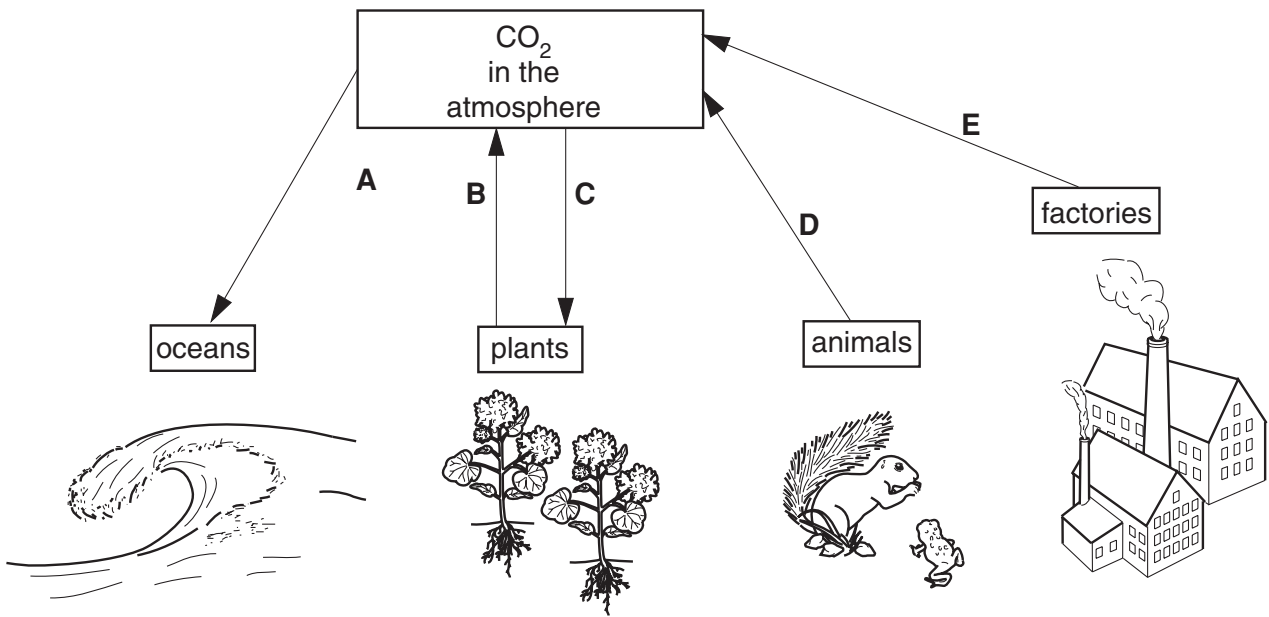 CO2
in the
atmosphere
A
B
C
D
E
factories
oceans
plants
animals